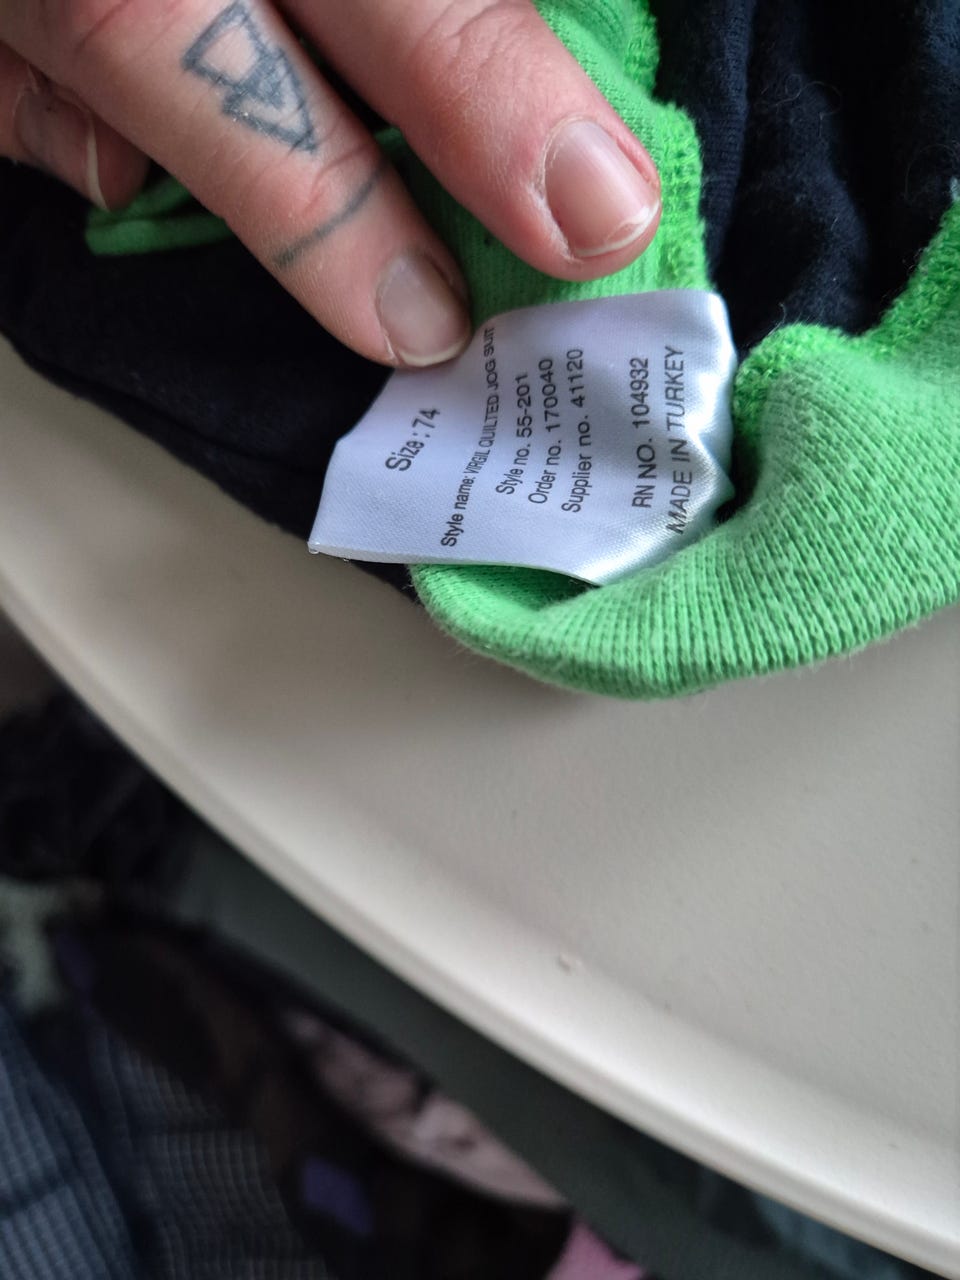 Size: 74
Style name: VIRGIL QUILTED JOG SUIT
Style no. 55-201
Order no. 170040
Supplier no. 41120
RN NO. 104932
MADE IN TURKEY